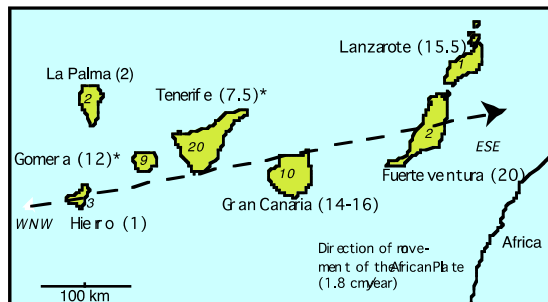 Lanzarote (15.5)
1
La Palma (2)
2
Tenerife (7.5)*
20
2
Gomera (12)*
9
10
ESE
Fuerteventura (20)
3
WNW
Hierro (1)
Gran Canaria (14-16)
Direction of move-
ment of the African Plate
(1.8 cm/year)
Africa
100 km